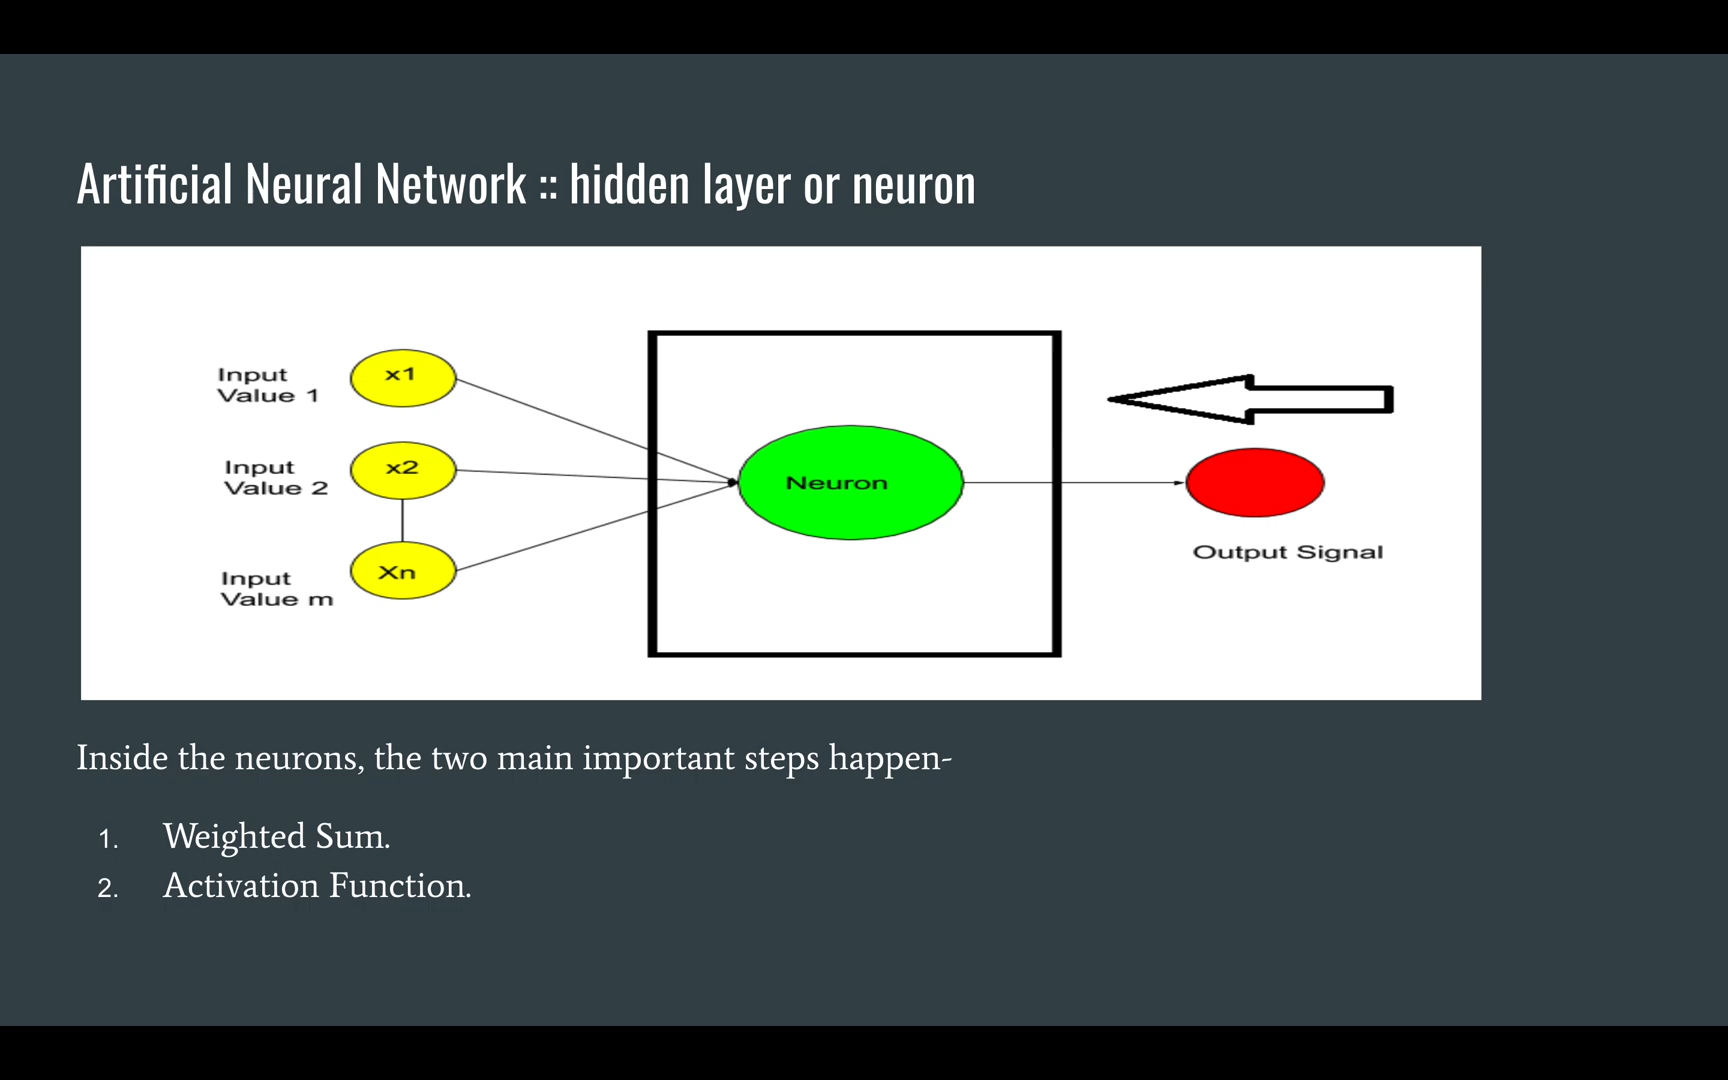 Artificial Neural Network :: hidden layer or neuron
Input
Value 1
x1
Input
Value 2
x2
Input
Value m
Xn
Neuron
Output Signal
Inside the neurons, the two main important steps happen-
1. Weighted Sum.
2. Activation Function.